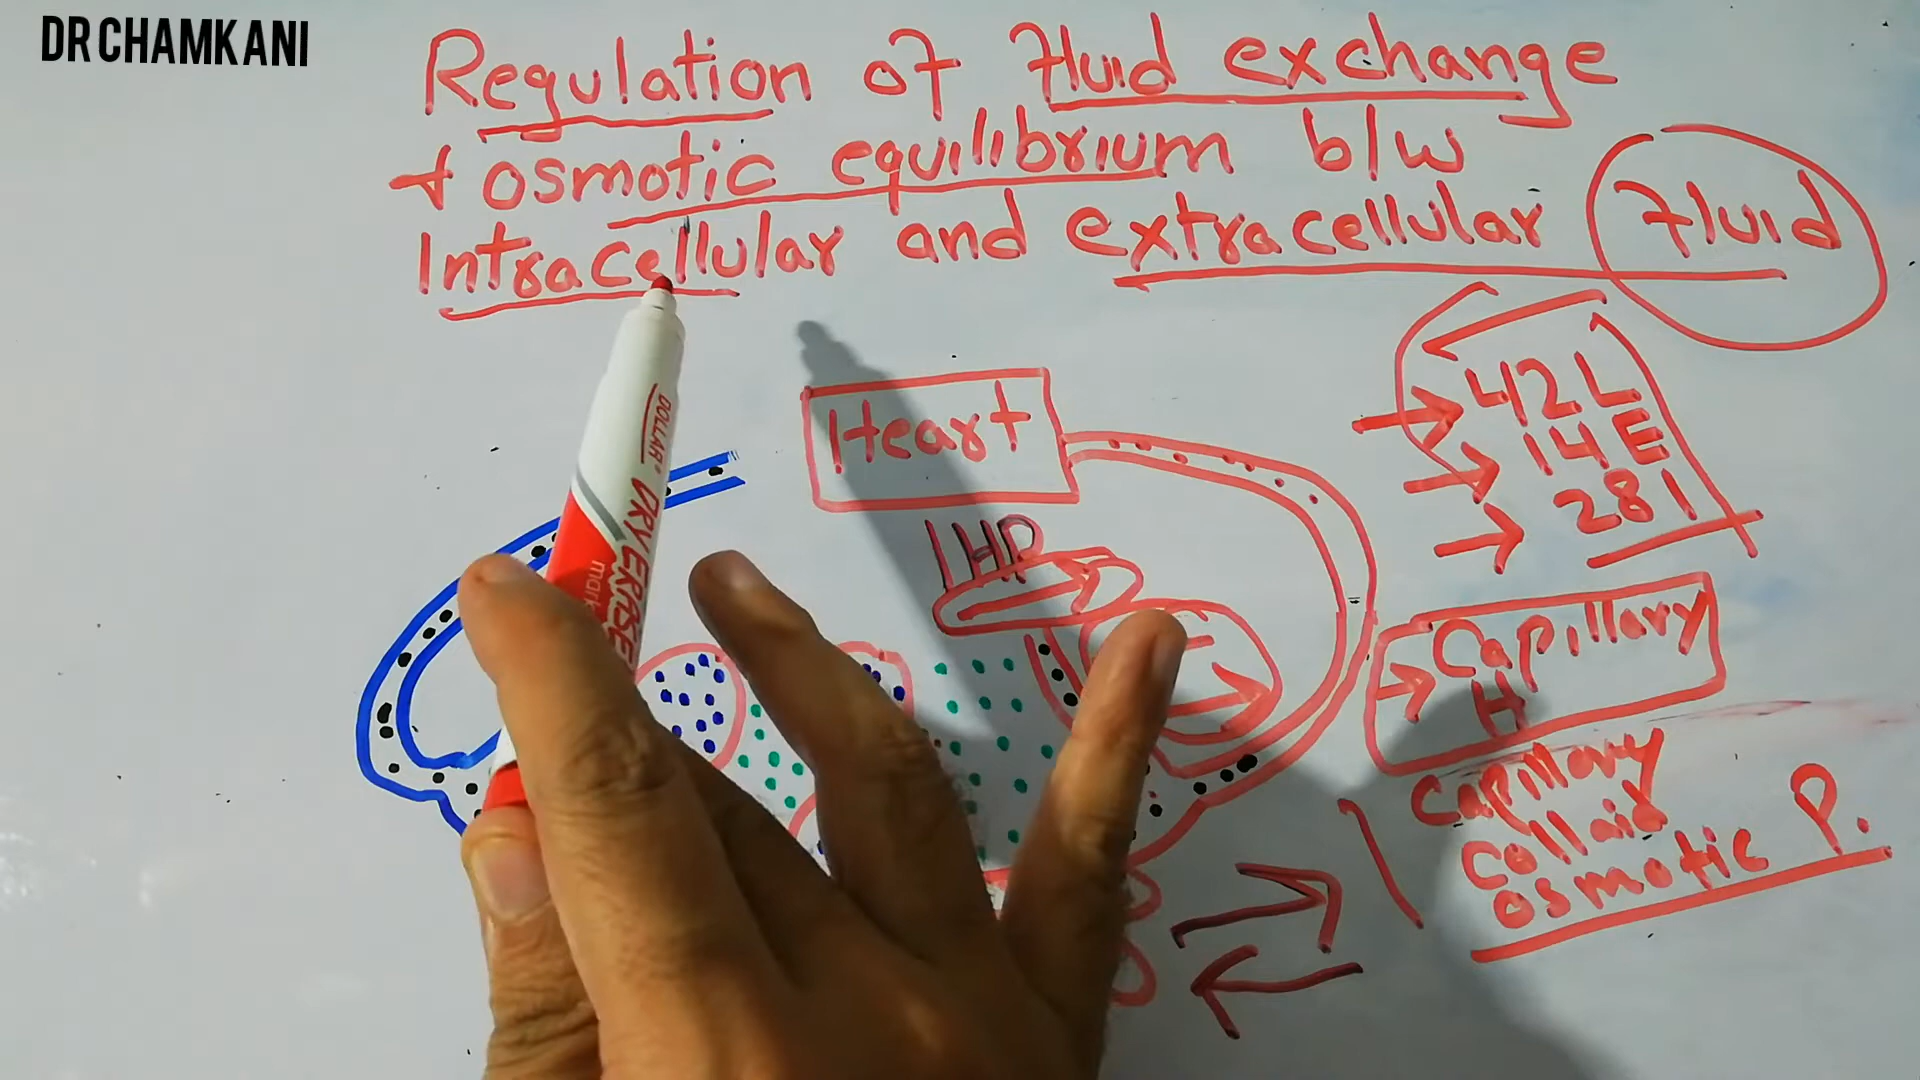 DR CHAMKANI
Regulation of Fluid exchange
+ osmotic equilibrium b/w
Intracellular and extracellular Fluid
42L
14E
28I
Heart
IHP
Capillary
H
Capillary
Colloid
osmotic P.
DOLLAR
DRY ERASE
mark